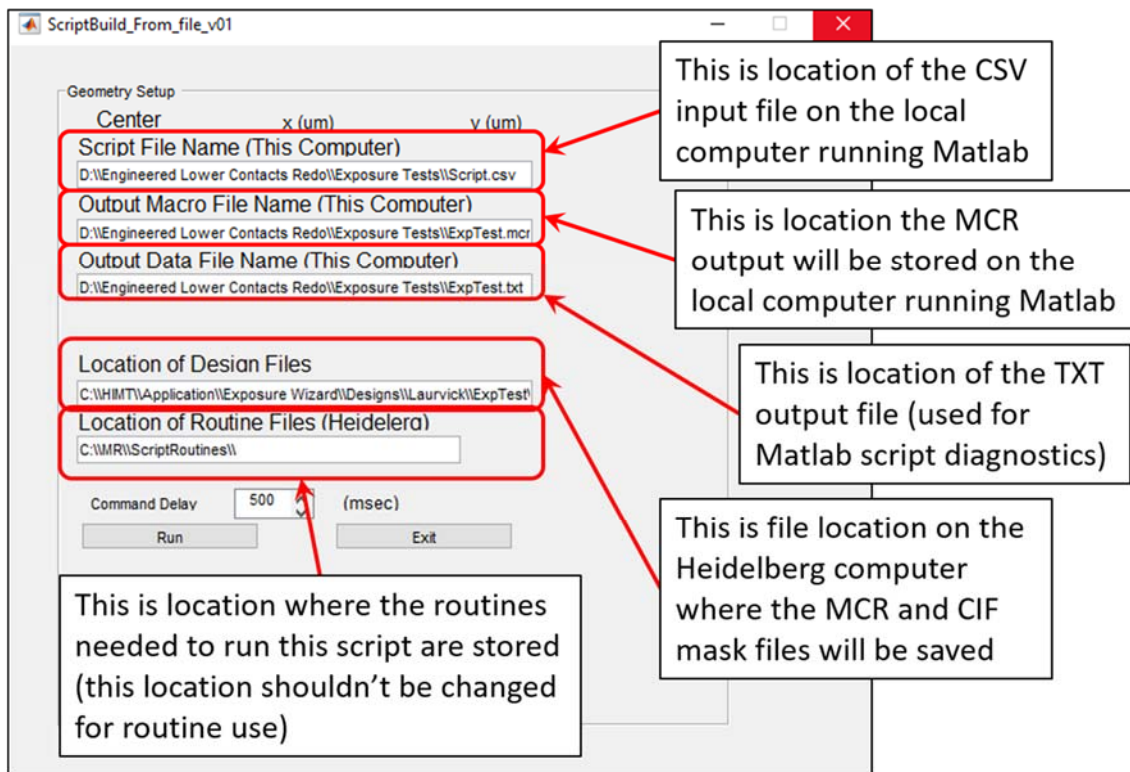 ScriptBuild_From_file_v01
Geometry Setup
Center x (um) y (um)
Script File Name (This Computer)
D:\\Engineered Lower Contacts Redo\\Exposure Tests\\Script.csv
Output Macro File Name (This Computer)
D:\\Engineered Lower Contacts Redo\\Exposure Tests\\ExpTest.mcr
Output Data File Name (This Computer)
D:\\Engineered Lower Contacts Redo\\Exposure Tests\\ExpTest.txt
Location of Design Files
C:\\HIMT\\Application\\Exposure Wizard\\Designs\\Laurvick\\ExpTest\
Location of Routine Files (Heidelerg)
C:\\MR\\ScriptRoutines\\
Command Delay 500 (msec)
Run Exit
This is location of the CSV
input file on the local
computer running Matlab
This is location the MCR
output will be stored on the
local computer running Matlab
This is location of the TXT
output file (used for
Matlab script diagnostics)
This is file location on the
Heidelberg computer
where the MCR and CIF
mask files will be saved
This is location where the routines
needed to run this script are stored
(this location shouldn't be changed
for routine use)